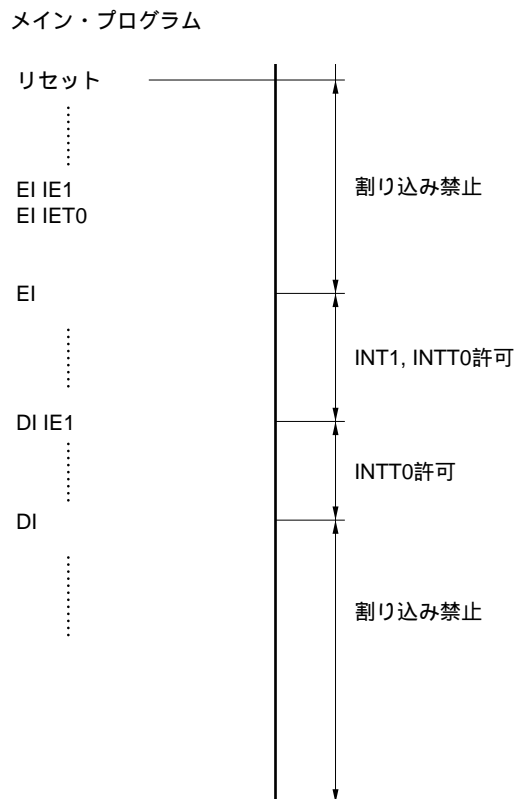 メイン・プログラム
リセット
EI IE1
割り込み禁止
EI IET0
EI
INT1, INTT0許可
DI IE1
INTT0許可
DI
割り込み禁止